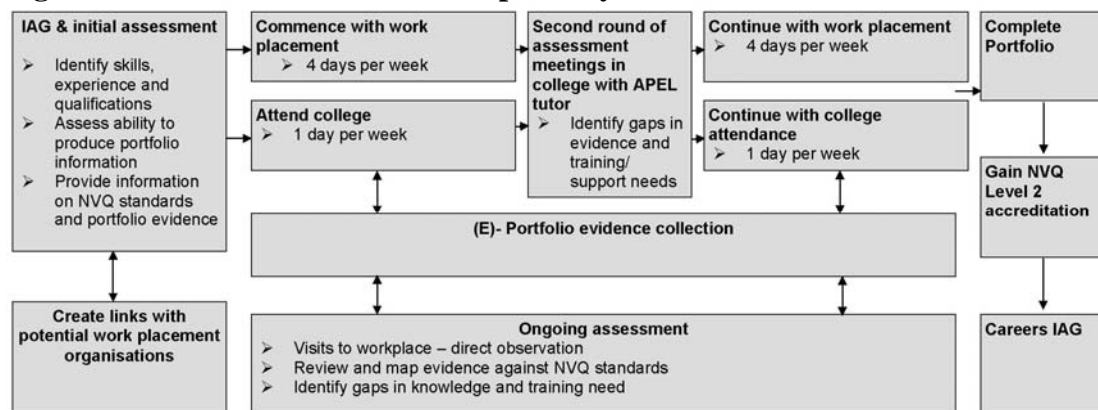 IAG & initial assessment
➢ Identify skills,
experience and
qualifications
➢ Assess ability to
produce portfolio
information
➢ Provide information
on NVQ standards
and portfolio evidence
Create links with
potential work placement
organisations
Commence with work
placement
➢ 4 days per week
Attend college
➢ 1 day per week
Second round of
assessment
meetings in
college with APEL
tutor
➢ Identify gaps in
evidence and
training/
support needs
Continue with work placement
➢ 4 days per week
Continue with college
attendance
➢ 1 day per week
(E)- Portfolio evidence collection
Ongoing assessment
➢ Visits to workplace – direct observation
➢ Review and map evidence against NVQ standards
➢ Identify gaps in knowledge and training need
Complete
Portfolio
Gain NVQ
Level 2
accreditation
Careers IAG